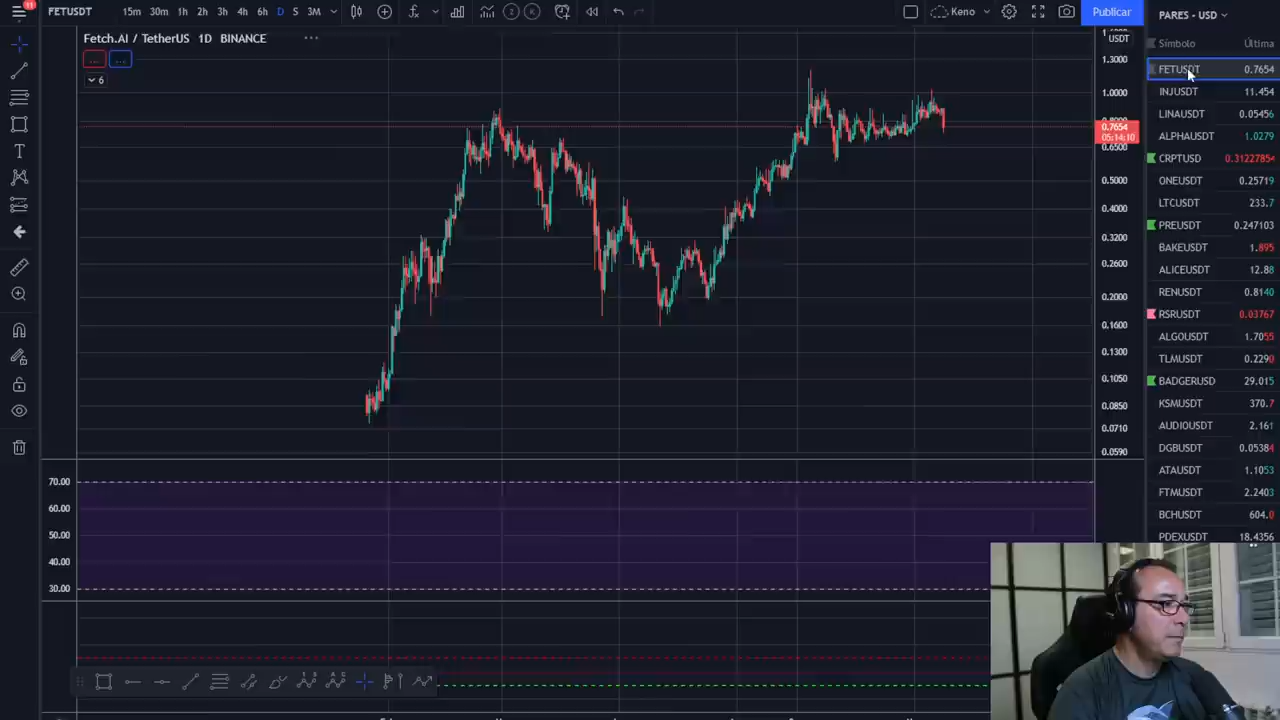 11
FETUSDT
15m 30m 1h 2h 3h 4h 6h D S 3M
Keno
Publicar
PARES - USD
Fetch.AI / TetherUS 1D BINANCE
...
... ...
6
USDT
1.3000
1.0000
0.8000
0.7654
05:14:10
0.6500
0.5000
0.4000
0.3200
0.2600
0.2000
0.1600
0.1300
0.1050
0.0850
0.0710
0.0590
70.00
60.00
50.00
40.00
30.00
Símbolo Última
FETUSDT 0.7654
INJUSDT 11.454
LINAUSDT 0.05456
ALPHAUSDT 1.0279
CRPTUSD 0.31227854
ONEUSDT 0.25719
LTCUSDT 233.7
PREUSDT 0.247103
BAKEUSDT 1.895
ALICEUSDT 12.88
RENUSDT 0.8140
RSRUSDT 0.03767
ALGOUSDT 1.7055
TLMUSDT 0.2290
BADGERUSD 29.015
KSMUSDT 370.7
AUDIOUSDT 2.161
DGBUSDT 0.05384
ATAUSDT 1.1053
FTMUSDT 2.2403
BCHUSDT 604.0
PDEXUSDT 18.4356